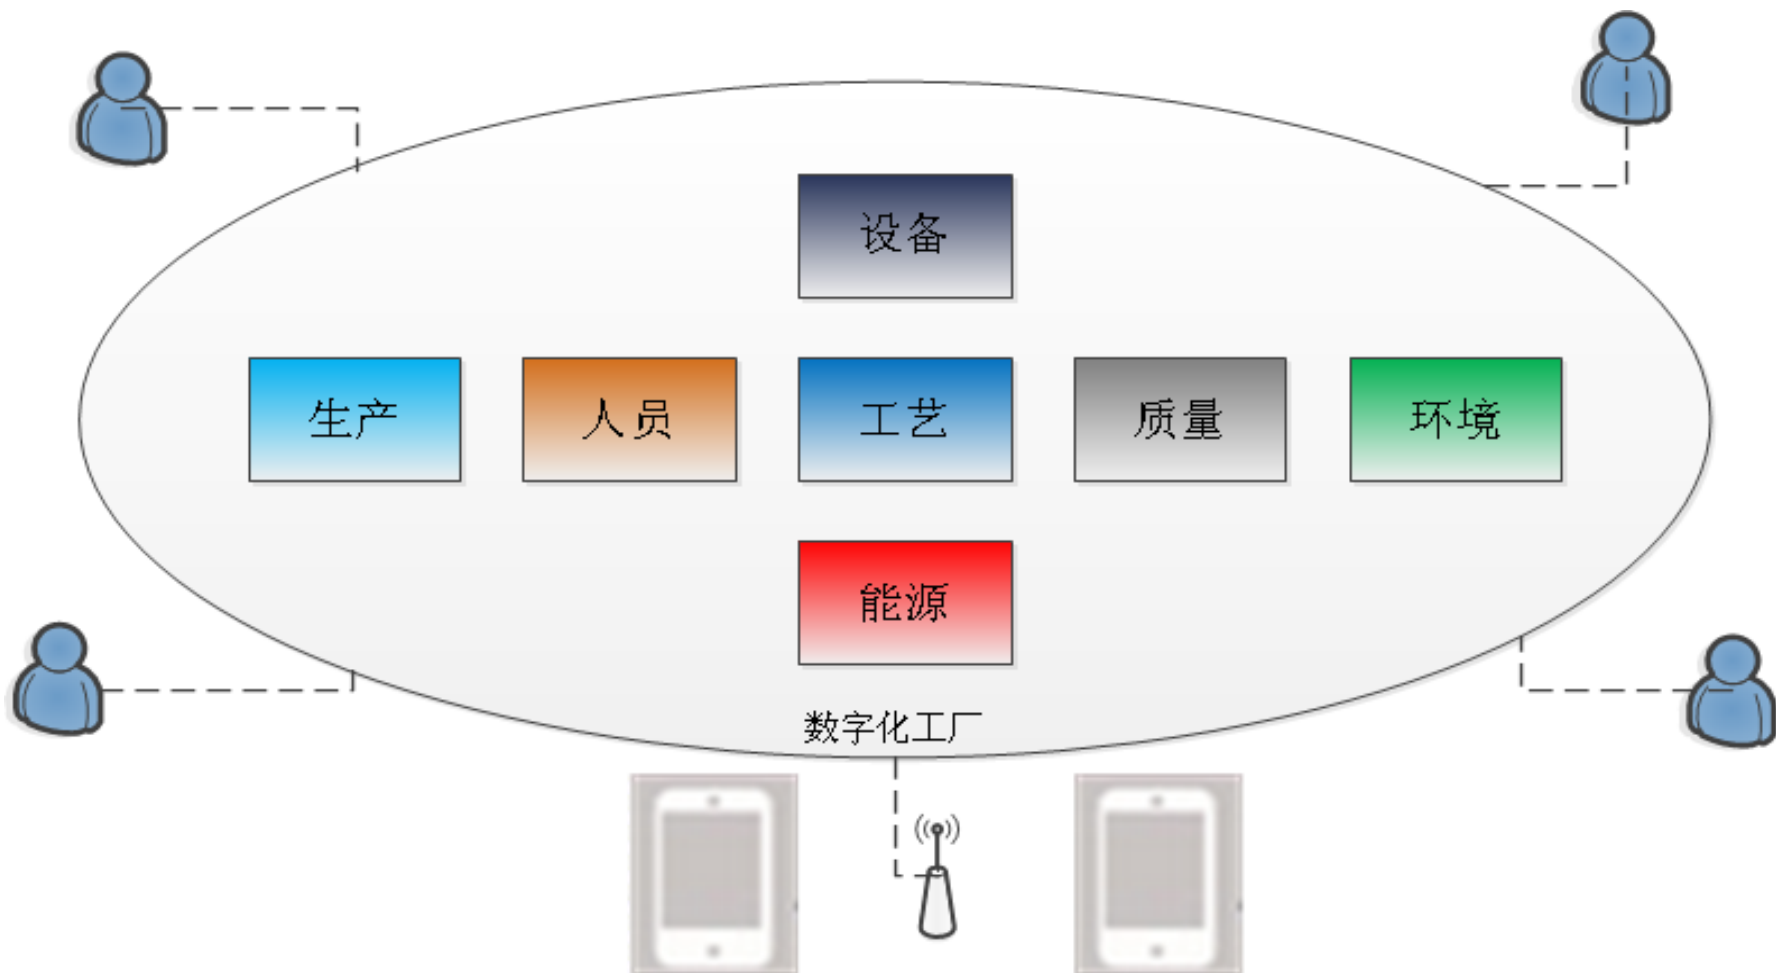 设备
生产
人员
工艺
质量
环境
能源
数字化工厂